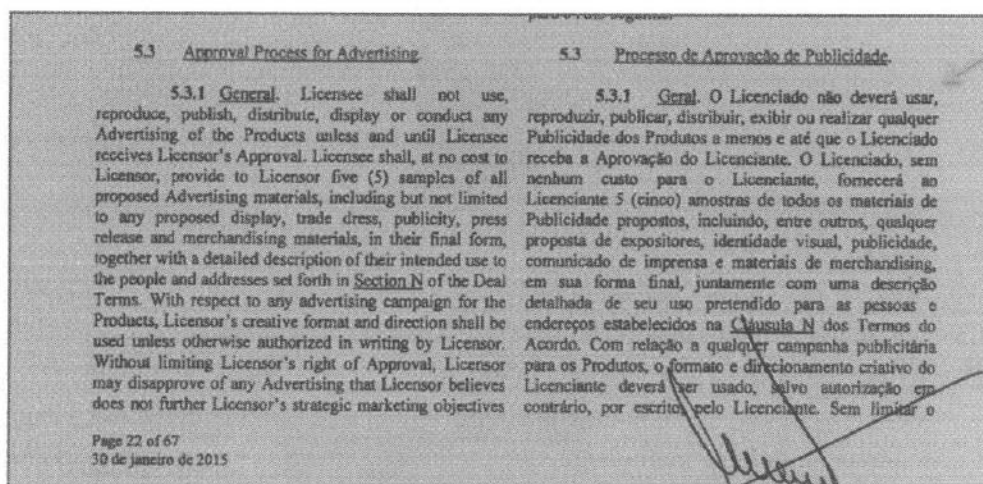 5.3 Approval Process for Advertising.
5.3.1 General. Licensee shall not use,
reproduce, publish, distribute, display or conduct any
Advertising of the Products unless and until Licensee
receives Licensor's Approval. Licensee shall, at no cost to
Licensor, provide to Licensor five (5) samples of all
proposed Advertising materials, including but not limited
to any proposed display, trade dress, publicity, press
release and merchandising materials, in their final form,
together with a detailed description of their intended use to
the people and addresses set forth in Section N of the Deal
Terms. With respect to any advertising campaign for the
Products, Licensor's creative format and direction shall be
used unless otherwise authorized in writing by Licensor.
Without limiting Licensor's right of Approval, Licensor
may disapprove of any Advertising that Licensor believes
does not further Licensor's strategic marketing objectives
5.3 Processo de Aprovação de Publicidade.
5.3.1 Geral. O Licenciado não deverá usar,
reproduzir, publicar, distribuir, exibir ou realizar qualquer
Publicidade dos Produtos a menos e até que o Licenciado
receba a Aprovação do Licenciante. O Licenciado, sem
nenhum custo para o Licenciante, fornecerá ao
Licenciante 5 (cinco) amostras de todos os materiais de
Publicidade propostos, incluindo, entre outros, qualquer
proposta de expositores, identidade visual, publicidade,
comunicado de imprensa e materiais de merchandising,
em sua forma final, juntamente com uma descrição
detalhada de seu uso pretendido para as pessoas e
endereços estabelecidos na Cláusula N dos Termos do
Acordo. Com relação a qualquer campanha publicitária
para os Produtos, o formato e direcionamento criativo do
Licenciante deverá ser usado, salvo autorização em
contrário, por escrito, pelo Licenciante. Sem limitar o
Page 22 of 67
30 de janeiro de 2015